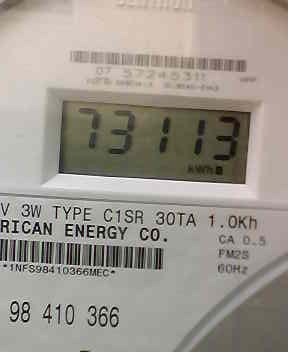 07 57245311
73113
kWh
V 3W TYPE C1SR 30TA 1.0Kh
RICAN ENERGY CO.
CA 0.5
FM2S
60Hz
*1NFS98410366MEC*
98 410 366